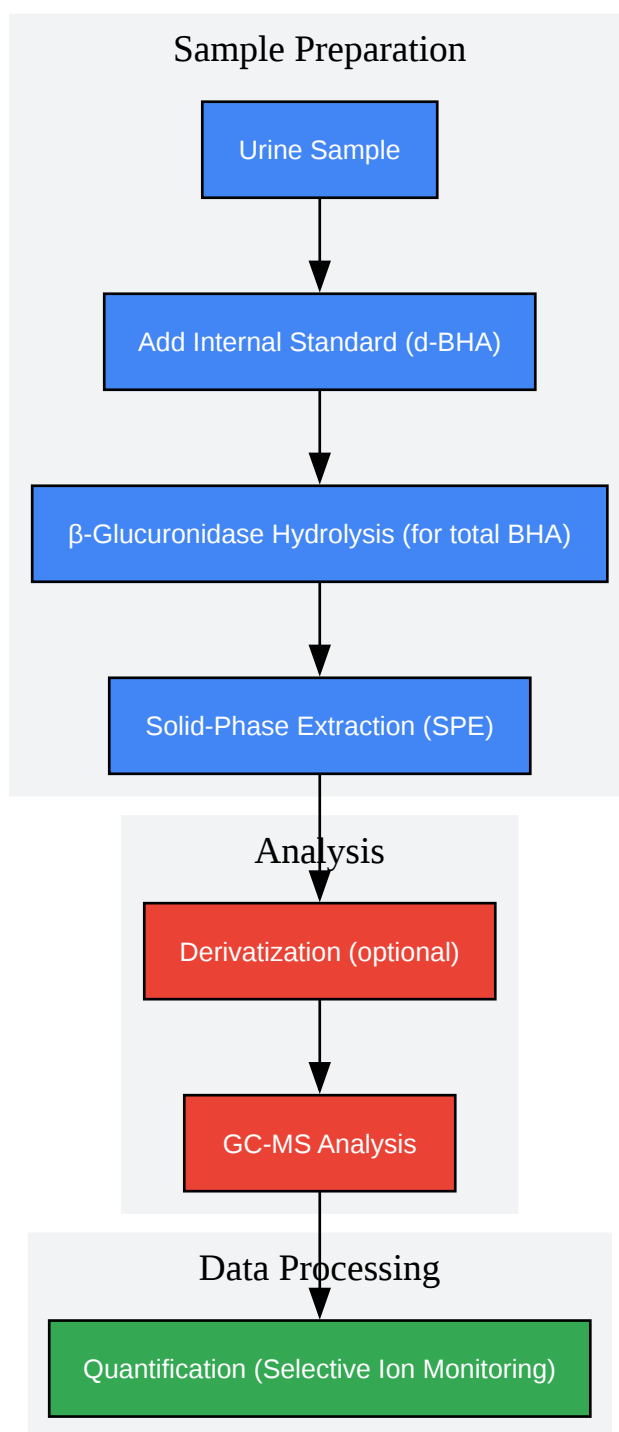 Sample Preparation
Urine Sample
Add Internal Standard (d-BHA)
β-Glucuronidase Hydrolysis (for total BHA)
Solid-Phase Extraction (SPE)
Analysis
Derivatization (optional)
GC-MS Analysis
Data Processing
Quantification (Selective Ion Monitoring)